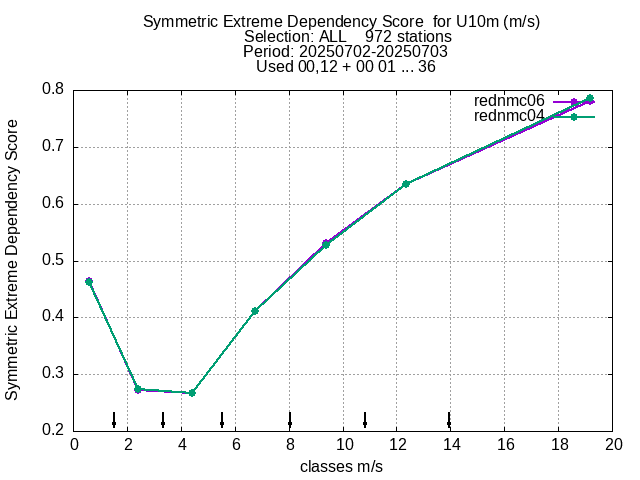 Symmetric Extreme Dependency Score  for U10m (m/s)
Selection: ALL    972 stations
Period: 20250702-20250703
Used 00,12 + 00 01 ... 36
rednmc06
rednmc04
Symmetric Extreme Dependency Score
0.8
0.7
0.6
0.5
0.4
0.3
0.2
0 2 4 6 8 10 12 14 16 18 20
classes m/s